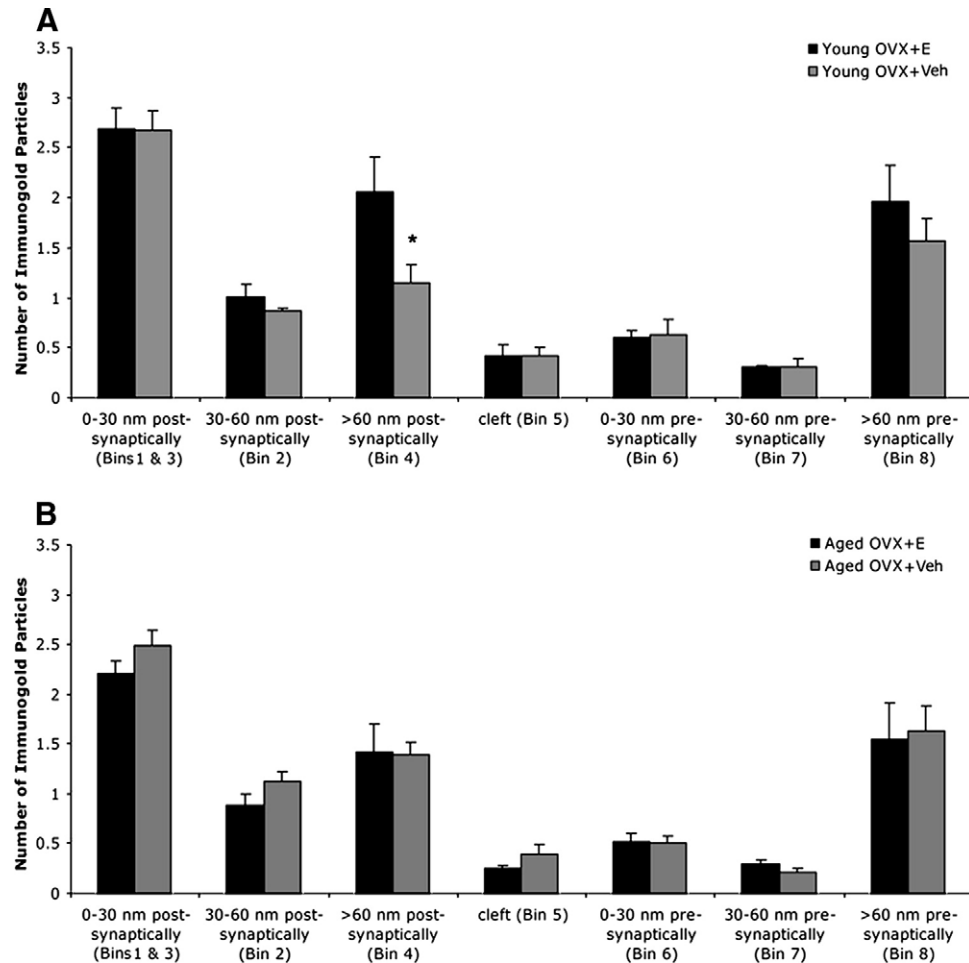 A
Number of Immunogold Particles
3.5
3
2.5
2
1.5
1
0.5
0
Young OVX+E
Young OVX+Veh
*
0-30 nm post-
synaptically
(Bins1 & 3)
30-60 nm post-
synaptically
(Bin 2)
>60 nm post-
synaptically
(Bin 4)
cleft (Bin 5)
0-30 nm pre-
synaptically
(Bin 6)
30-60 nm pre-
synaptically
(Bin 7)
>60 nm pre-
synaptically
(Bin 8)
B
Number of Immunogold Particles
3.5
3
2.5
2
1.5
1
0.5
0
Aged OVX+E
Aged OVX+Veh
0-30 nm post-
synaptically
(Bins1 & 3)
30-60 nm post-
synaptically
(Bin 2)
>60 nm post-
synaptically
(Bin 4)
cleft (Bin 5)
0-30 nm pre-
synaptically
(Bin 6)
30-60 nm pre-
synaptically
(Bin 7)
>60 nm pre-
synaptically
(Bin 8)